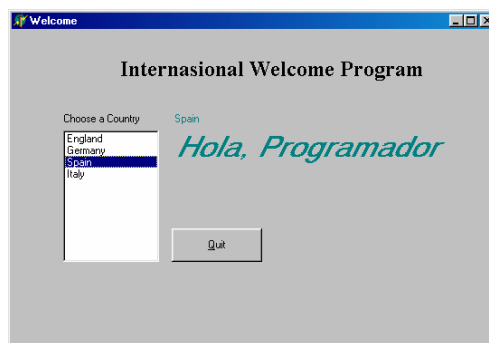 Welcome
Internasional Welcome Program
Choose a Country
Spain
England
Germany
Spain
Italy
Hola, Programador
Quit